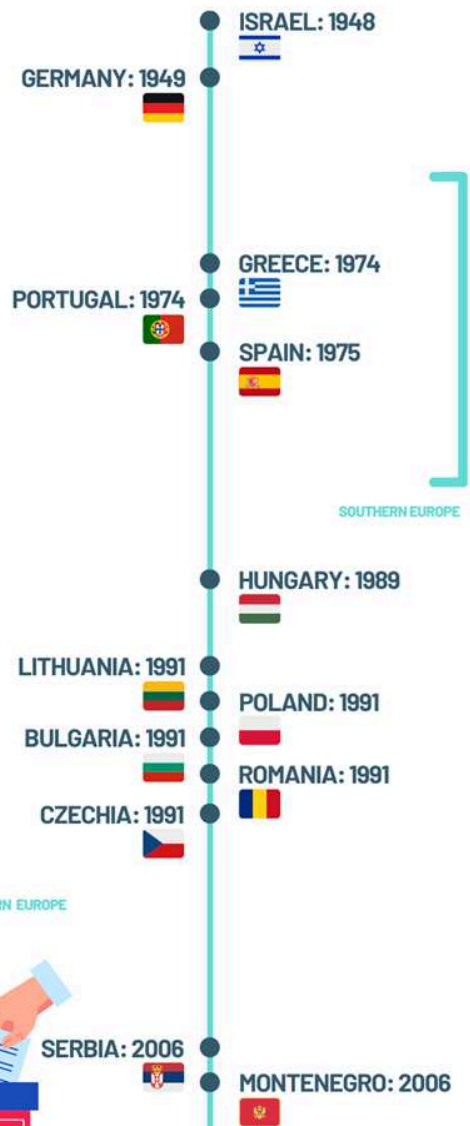 ISRAEL: 1948
GERMANY: 1949
GREECE: 1974
PORTUGAL: 1974
SPAIN: 1975
SOUTHERN EUROPE
HUNGARY: 1989
LITHUANIA: 1991
POLAND: 1991
BULGARIA: 1991
ROMANIA: 1991
CZECHIA: 1991
EUROPE
SERBIA: 2006
MONTENEGRO: 2006